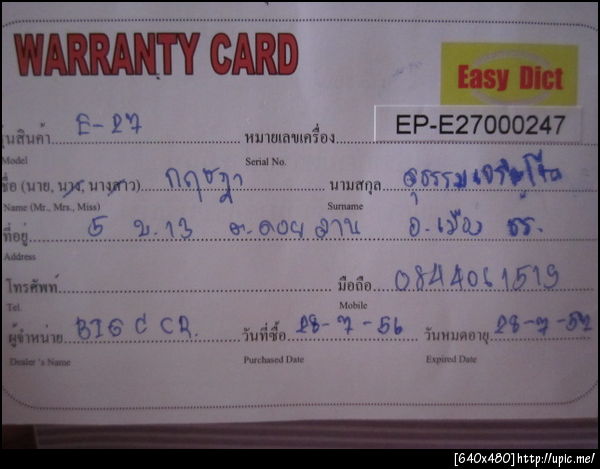 WARRANTY CARD
Easy Dict
รุ่นสินค้า E-27 หมายเลขเครื่อง EP-E27000247
Model Serial No.
ชื่อ (นาย, นาง, นางสาว) กฤชฎา นามสกุล
Name (Mr., Mrs., Miss) Surname
ที่อยู่ 5 ม.13 ต.ดอยลาน อ.เมือง ชร.
Address
โทรศัพท์ มือถือ 0844061519
Tel. Mobile
ผู้จำหน่าย BIG C CR. วันที่ซื้อ 28-7-56 วันหมดอายุ 28-7-57
Dealer's Name Purchased Date Expired Date
[640x480]http://upic.me/